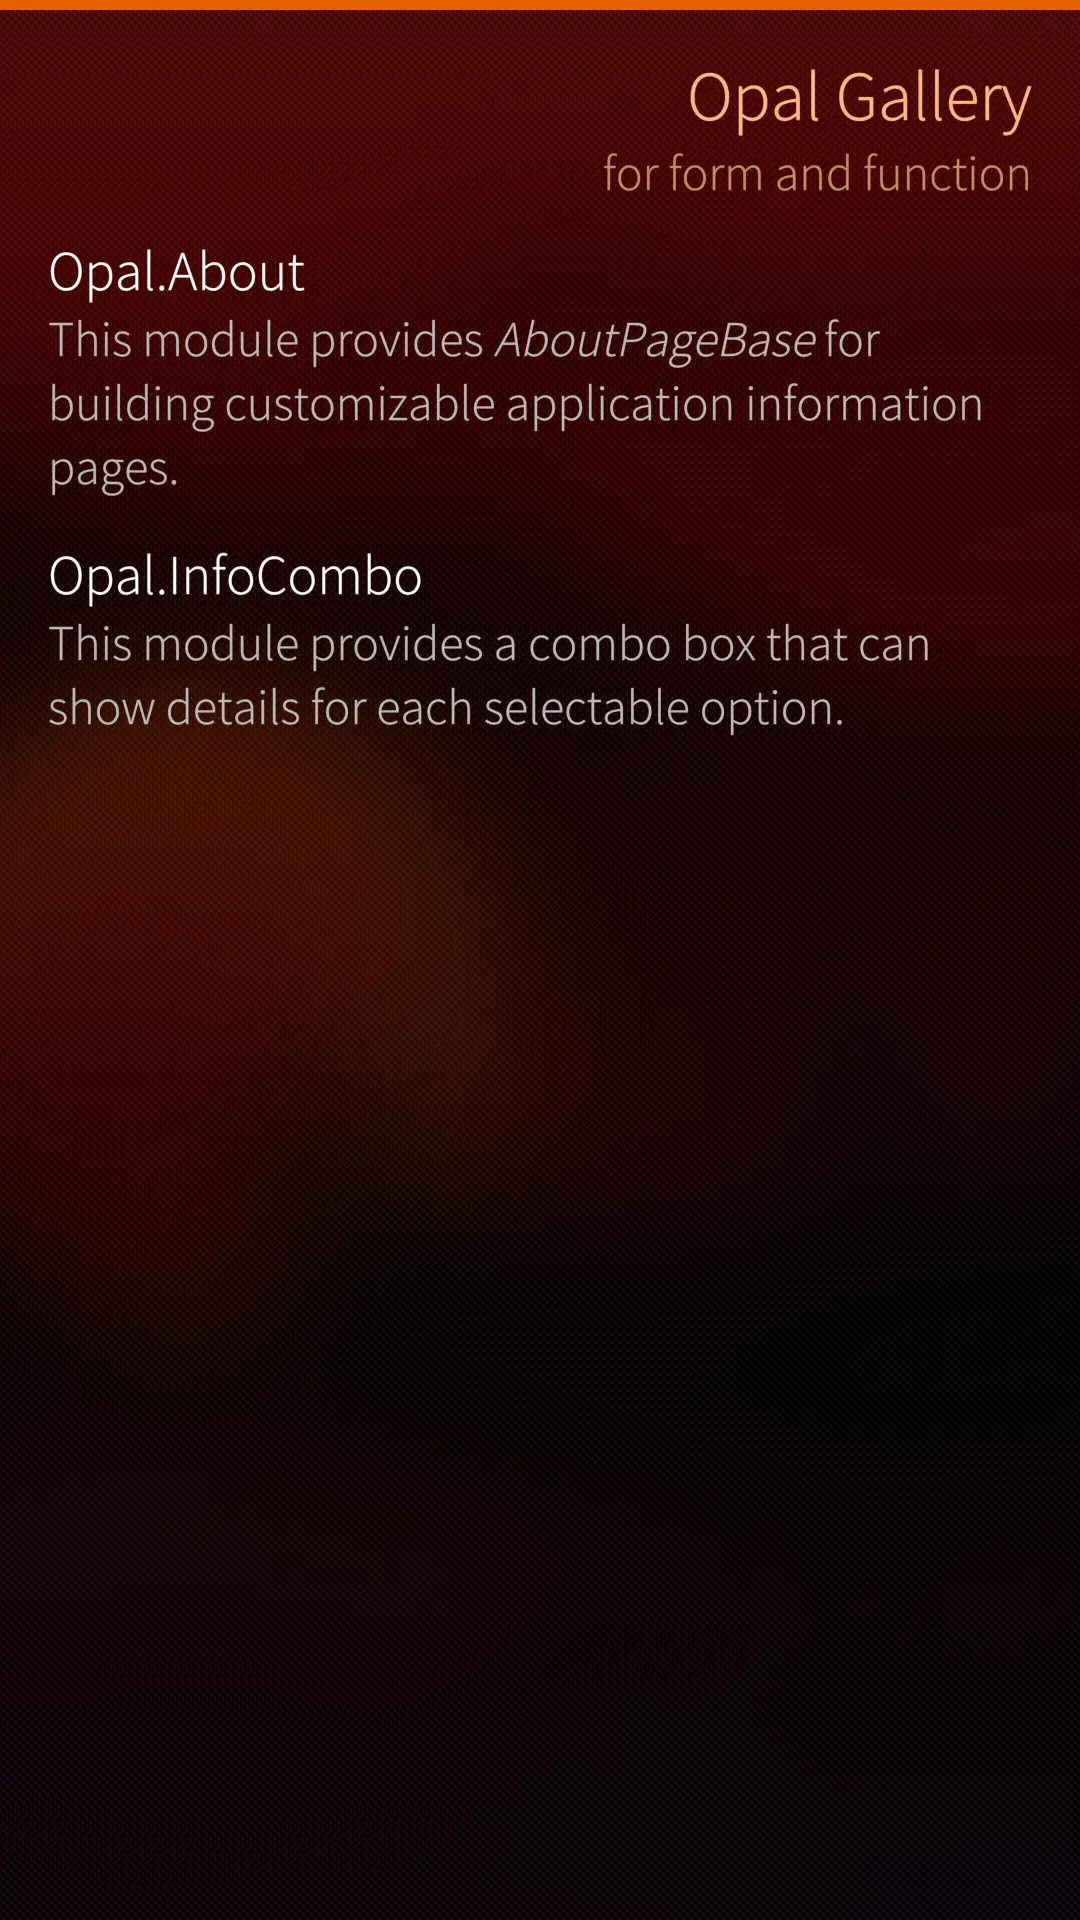 Opal Gallery
for form and function
Opal.About
This module provides AboutPageBase for
building customizable application information
pages.
Opal.InfoCombo
This module provides a combo box that can
show details for each selectable option.